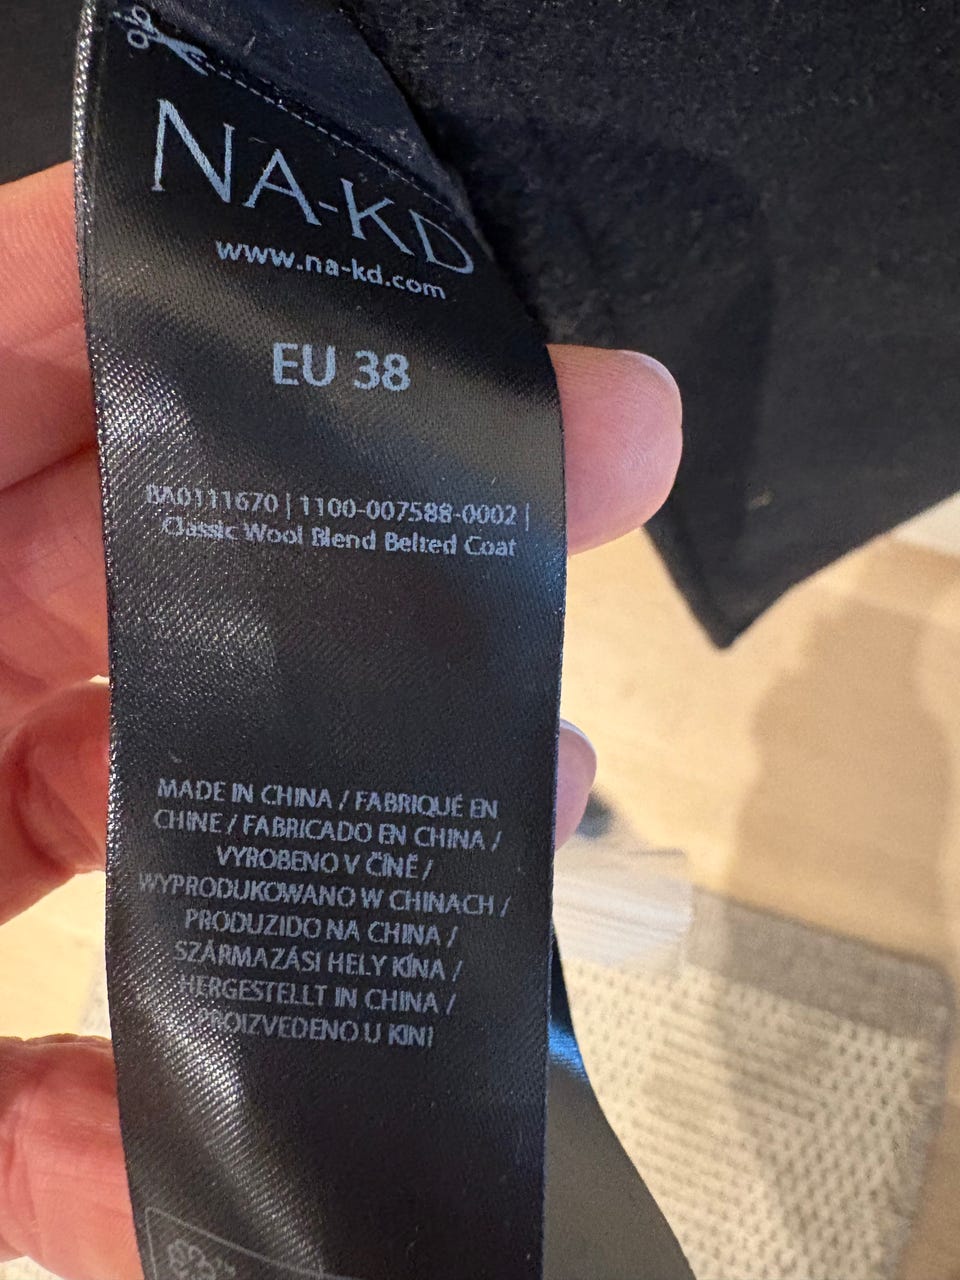 NA-KD
www.na-kd.com
EU 38
BA0111670 | 1100-007588-0002 |
Classic Wool Blend Belted Coat
MADE IN CHINA / FABRIQUÉ EN
CHINE / FABRICADO EN CHINA /
VYROBENO V ČÍNĚ /
WYPRODUKOWANO W CHINACH /
PRODUZIDO NA CHINA /
SZÁRMAZÁSI HELY KÍNA /
HERGESTELLT IN CHINA /
PROIZVEDENO U KINI